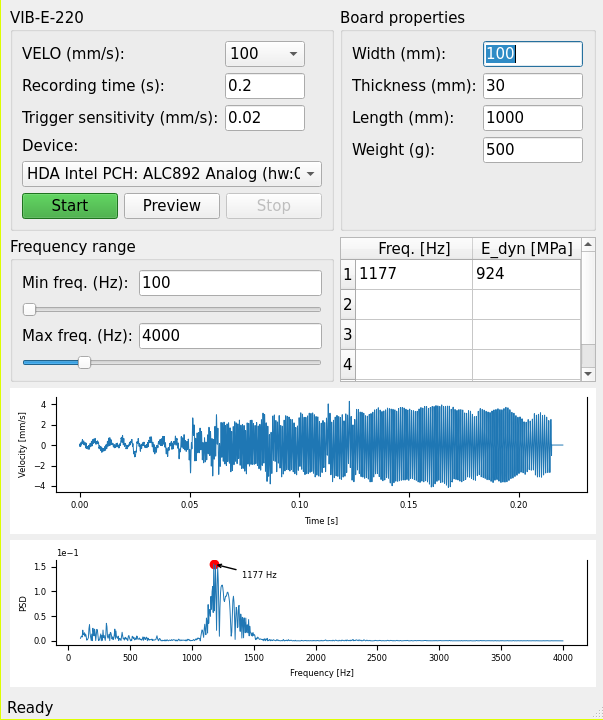 VIB-E-220
VELO (mm/s):
100
Recording time (s):
0.2
Trigger sensitivity (mm/s):
0.02
Device:
HDA Intel PCH: ALC892 Analog (hw:0
Start
Preview
Stop
Board properties
Width (mm):
100
Thickness (mm):
30
Length (mm):
1000
Weight (g):
500
Frequency range
Min freq. (Hz):
100
Max freq. (Hz):
4000
Freq. [Hz] E_dyn [MPa]
1 1177 924
2
3
4
Velocity [mm/s]
4
2
0
−2
−4
0.00 0.05 0.10 0.15 0.20
Time [s]
1e−1
PSD
1.5
1.0
0.5
0.0
1177 Hz
0 500 1000 1500 2000 2500 3000 3500 4000
Frequency [Hz]
Ready